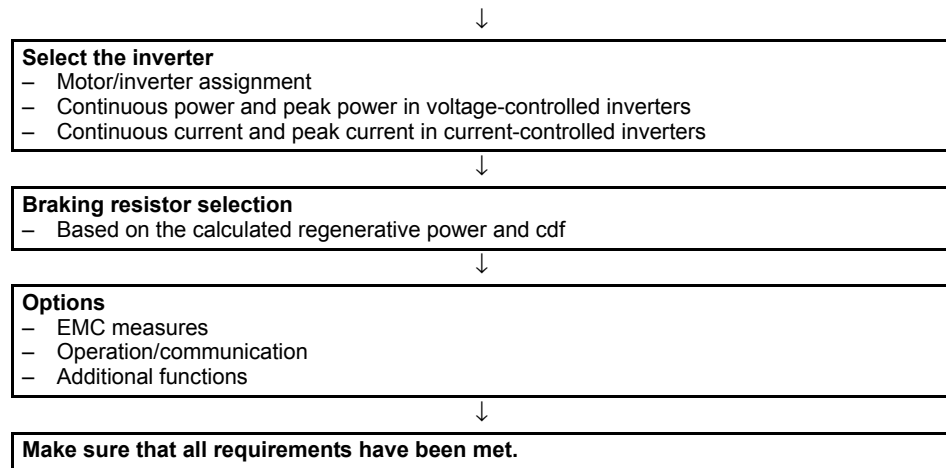 ↓
Select the inverter
– Motor/inverter assignment
– Continuous power and peak power in voltage-controlled inverters
– Continuous current and peak current in current-controlled inverters
↓
Braking resistor selection
– Based on the calculated regenerative power and cdf
↓
Options
– EMC measures
– Operation/communication
– Additional functions
↓
Make sure that all requirements have been met.